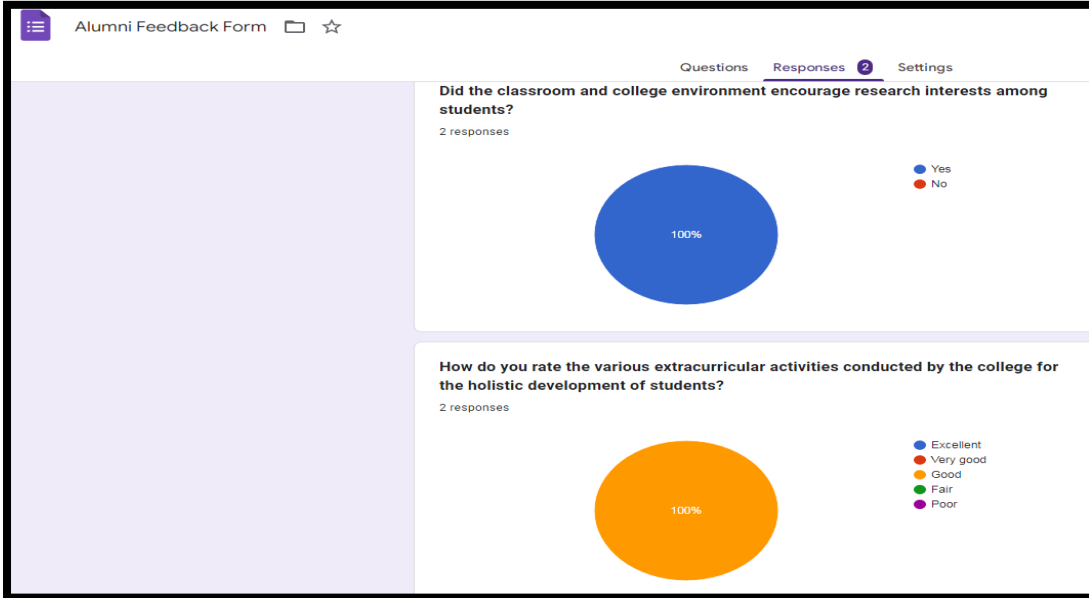 Alumni Feedback Form
Questions Responses 2 Settings
Did the classroom and college environment encourage research interests among
students?
2 responses
100%
Yes
No
How do you rate the various extracurricular activities conducted by the college for
the holistic development of students?
2 responses
100%
Excellent
Very good
Good
Fair
Poor